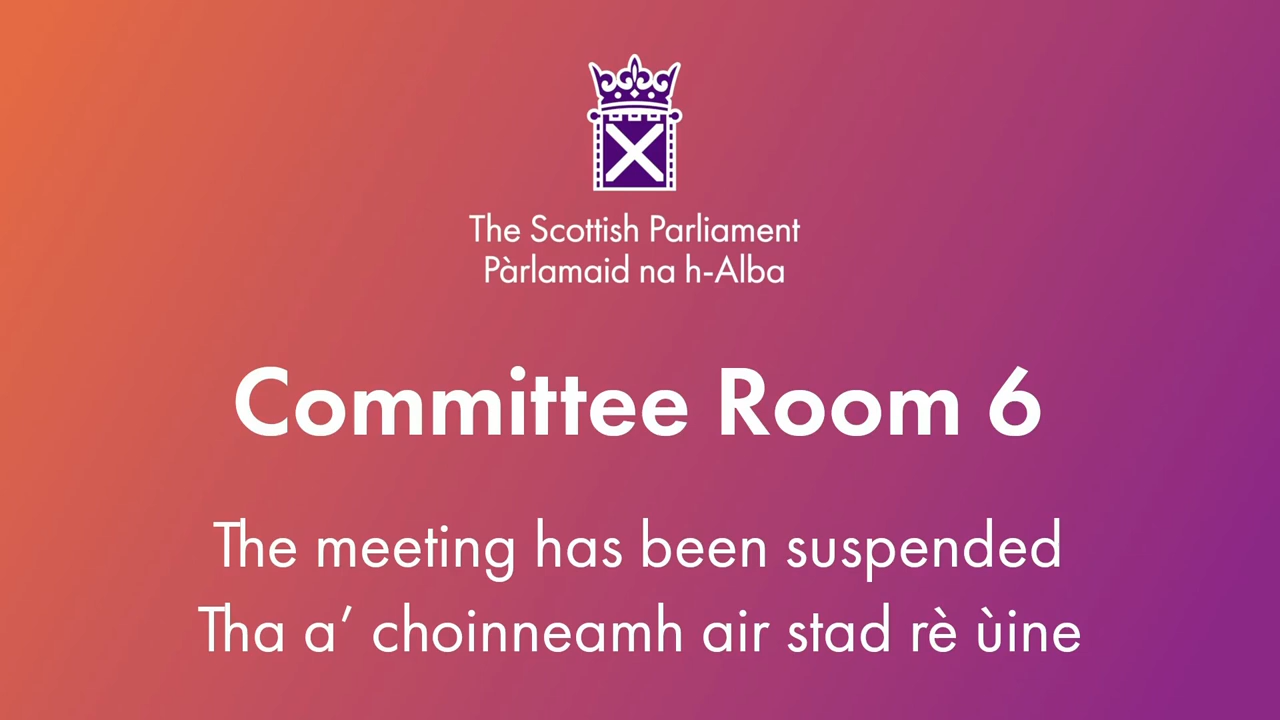 The Scottish Parliament
Pàrlamaid na h-Alba
Committee Room 6
The meeting has been suspended
Tha a’ choinneamh air stad rè ùine